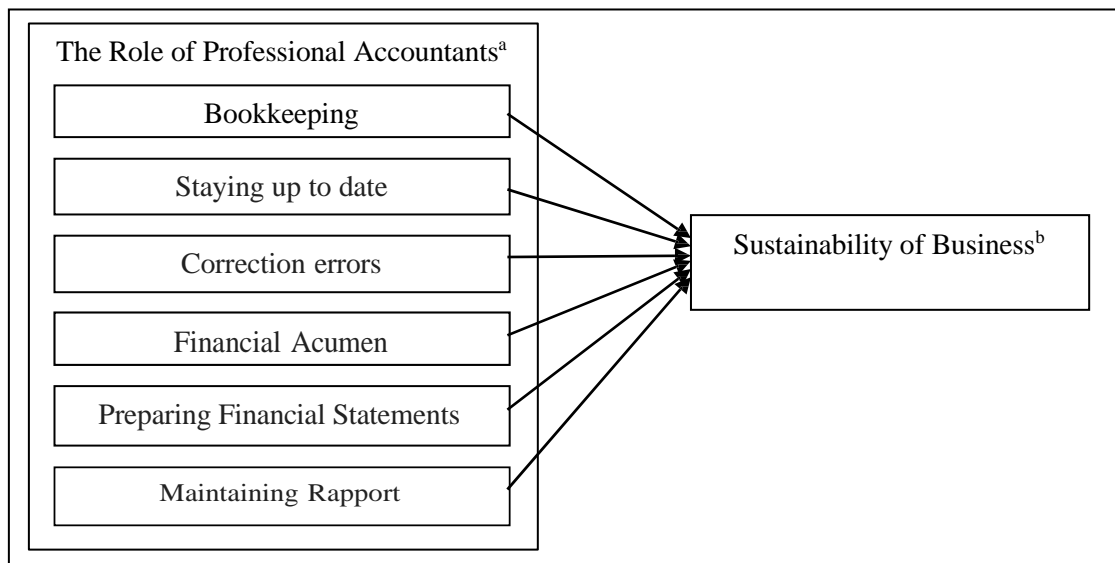 The Role of Professional Accountantsᵃ
Bookkeeping
Staying up to date
Correction errors
Financial Acumen
Preparing Financial Statements
Maintaining Rapport
Sustainability of Businessᵇ